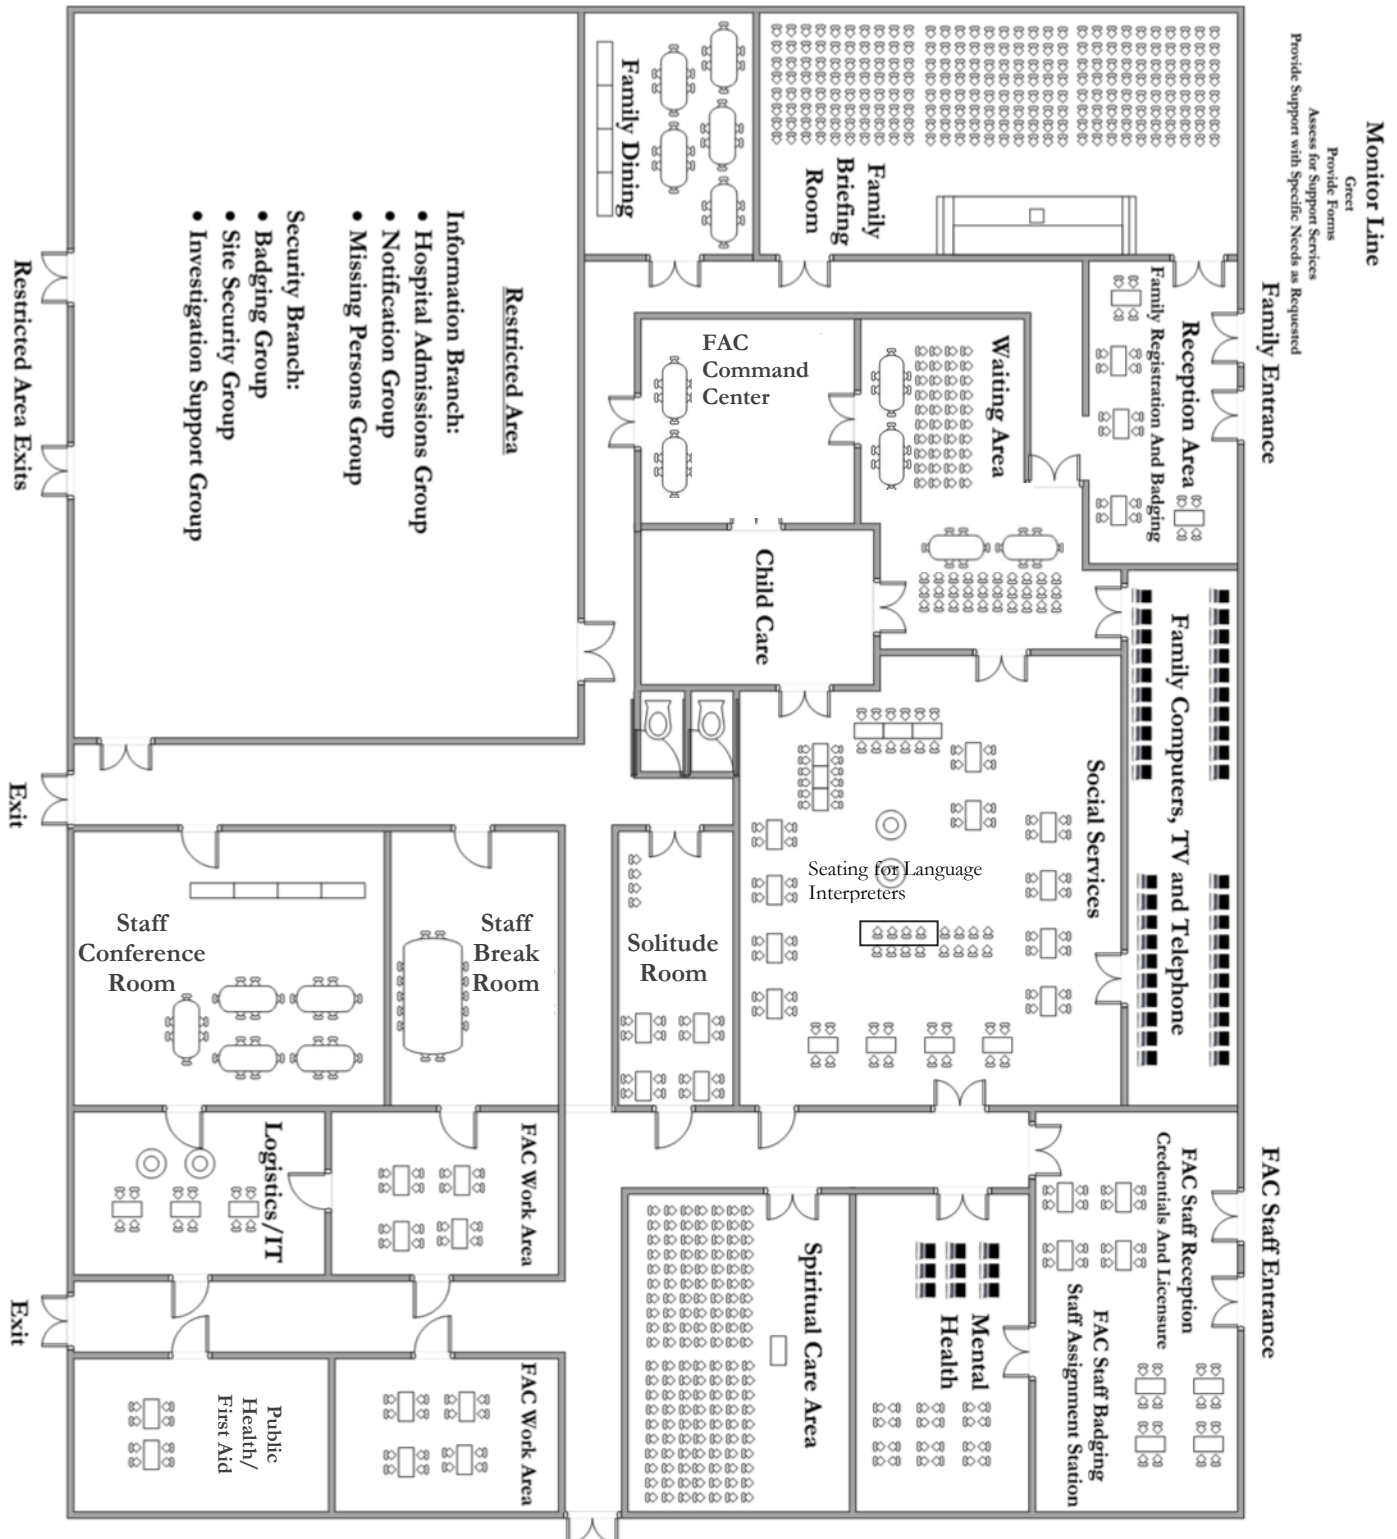 Monitor Line
Greet
Provide Forms
Assess for Support Services
Provide Support with Specific Needs as Requested
Family Entrance
FAC Staff Entrance
Family
Briefing
Room
Family Dining
Reception Area
Family Registration And Badging
Waiting Area
FAC
Command
Center
Child Care
Family Computers, TV and Telephone
Social Services
Seating for Language
Interpreters
Solitude
Room
Restricted Area
Information Branch:
• Hospital Admissions Group
• Notification Group
• Missing Persons Group
Security Branch:
• Badging Group
• Site Security Group
• Investigation Support Group
Restricted Area Exits
Exit
Staff
Conference
Room
Staff
Break
Room
Logistics/IT
FAC Work Area
FAC Staff Reception
Credentials And Licensure
FAC Staff Badging
Staff Assignment Station
Mental
Health
Spiritual Care Area
FAC Work Area
Public
Health/
First Aid
Exit